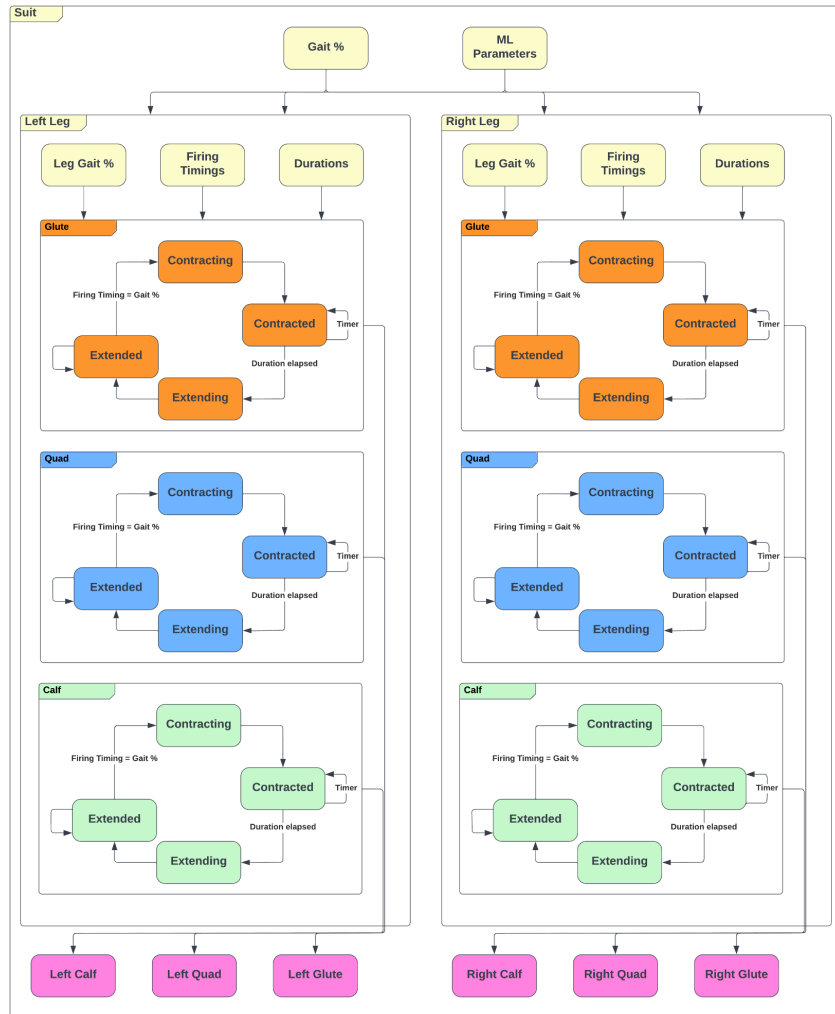 Suit
Gait %
ML
Parameters
Left Leg
Leg Gait %
Firing
Timings
Durations
Glute
Contracting
Firing Timing = Gait %
Contracted
Timer
Extended
Duration elapsed
Extending
Quad
Contracting
Firing Timing = Gait %
Contracted
Timer
Extended
Duration elapsed
Extending
Calf
Contracting
Firing Timing = Gait %
Contracted
Timer
Extended
Duration elapsed
Extending
Left Calf
Left Quad
Left Glute
Right Leg
Leg Gait %
Firing
Timings
Durations
Glute
Contracting
Firing Timing = Gait %
Contracted
Timer
Extended
Duration elapsed
Extending
Quad
Contracting
Firing Timing = Gait %
Contracted
Timer
Extended
Duration elapsed
Extending
Calf
Contracting
Firing Timing = Gait %
Contracted
Timer
Extended
Duration elapsed
Extending
Right Calf
Right Quad
Right Glute